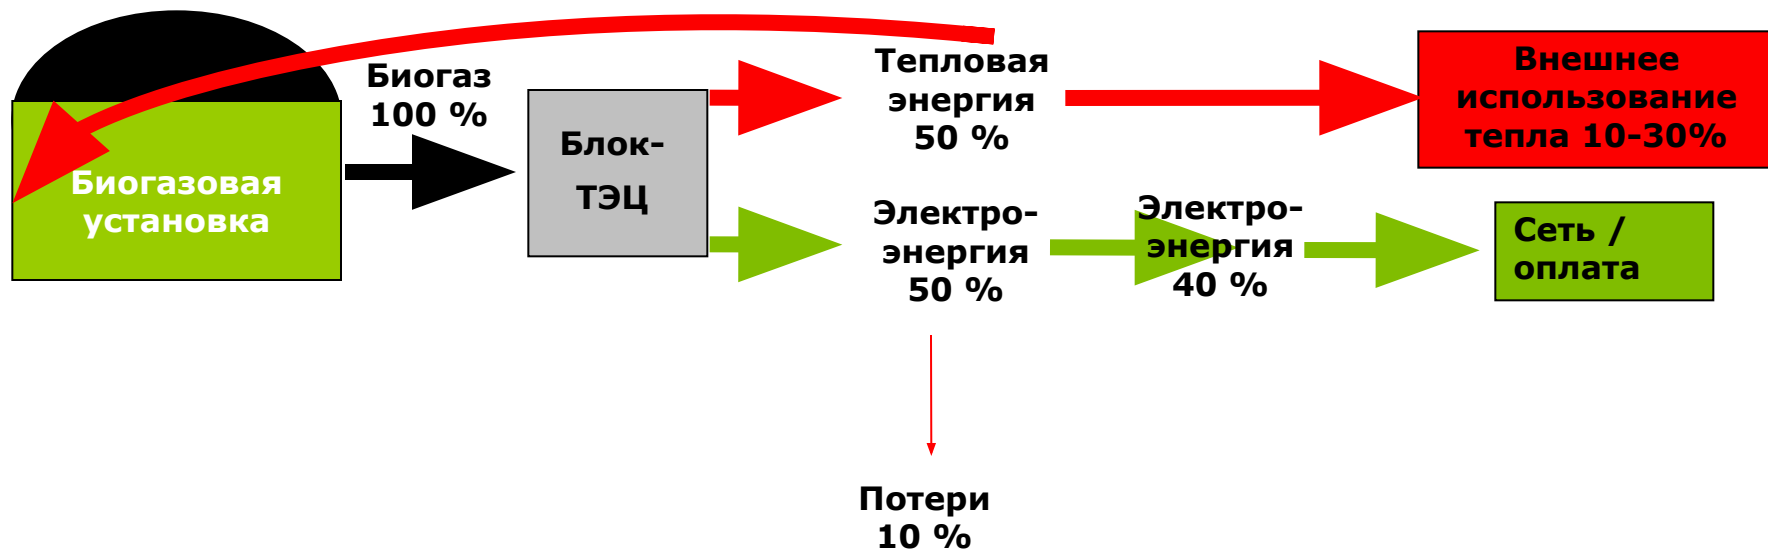 Биогазовая
установка
Биогаз
100 %
Блок-
ТЭЦ
Тепловая
энергия
50 %
Внешнее
использование
тепла 10-30%
Электро-
энергия
50 %
Электро-
энергия
40 %
Сеть /
оплата
Потери
10 %